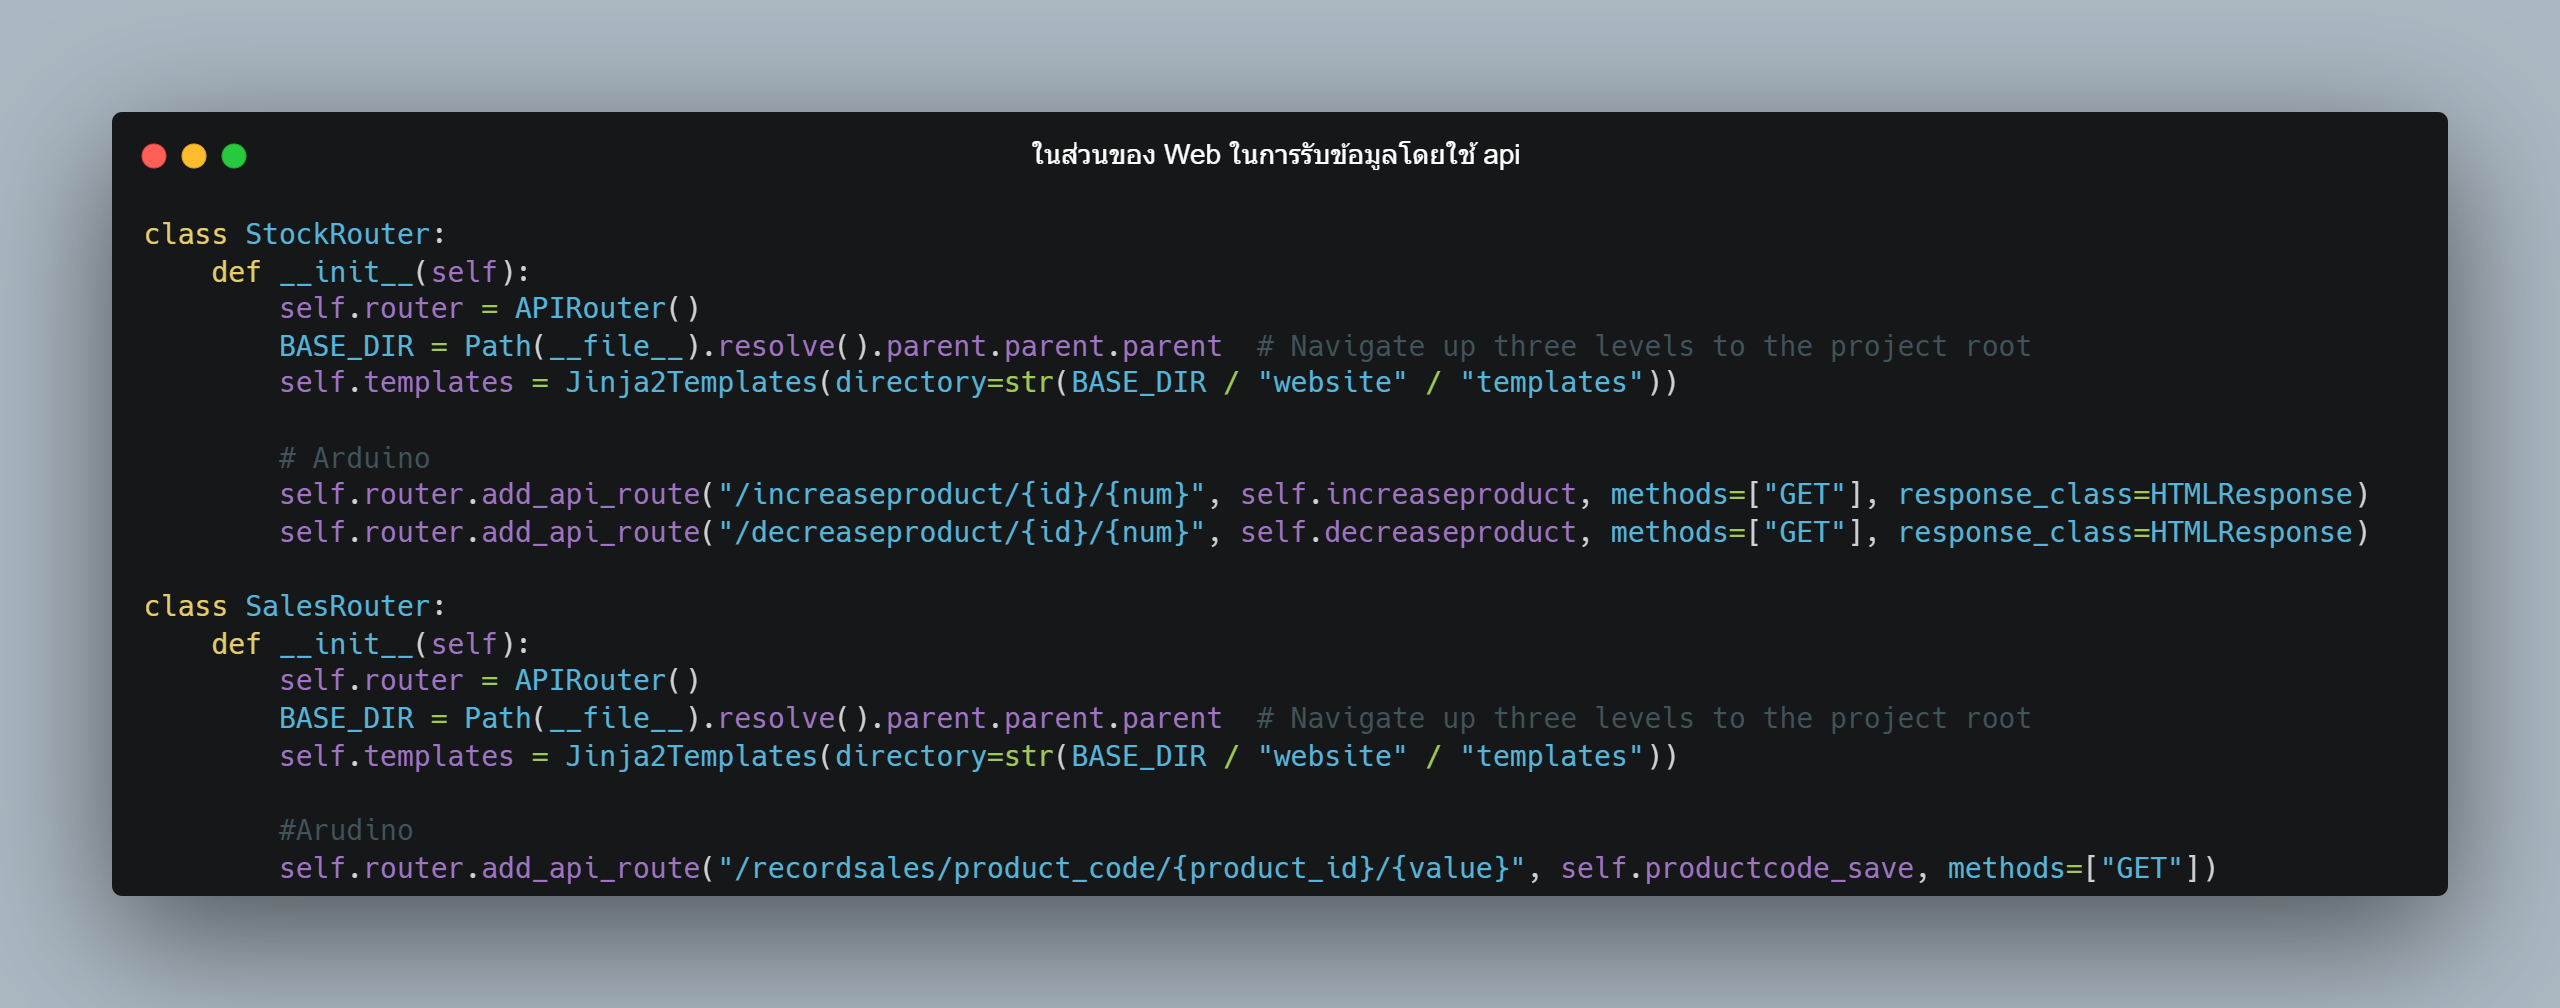 ในส่วนของ Web ในการรับข้อมูลโดยใช้ api
class StockRouter:
    def __init__(self):
        self.router = APIRouter()
        BASE_DIR = Path(__file__).resolve().parent.parent.parent  # Navigate up three levels to the project root
        self.templates = Jinja2Templates(directory=str(BASE_DIR / "website" / "templates"))
        # Arduino
        self.router.add_api_route("/increaseproduct/{id}/{num}", self.increaseproduct, methods=["GET"], response_class=HTMLResponse)
        self.router.add_api_route("/decreaseproduct/{id}/{num}", self.decreaseproduct, methods=["GET"], response_class=HTMLResponse)
class SalesRouter:
    def __init__(self):
        self.router = APIRouter()
        BASE_DIR = Path(__file__).resolve().parent.parent.parent  # Navigate up three levels to the project root
        self.templates = Jinja2Templates(directory=str(BASE_DIR / "website" / "templates"))
        #Arudino
        self.router.add_api_route("/recordsales/product_code/{product_id}/{value}", self.productcode_save, methods=["GET"])